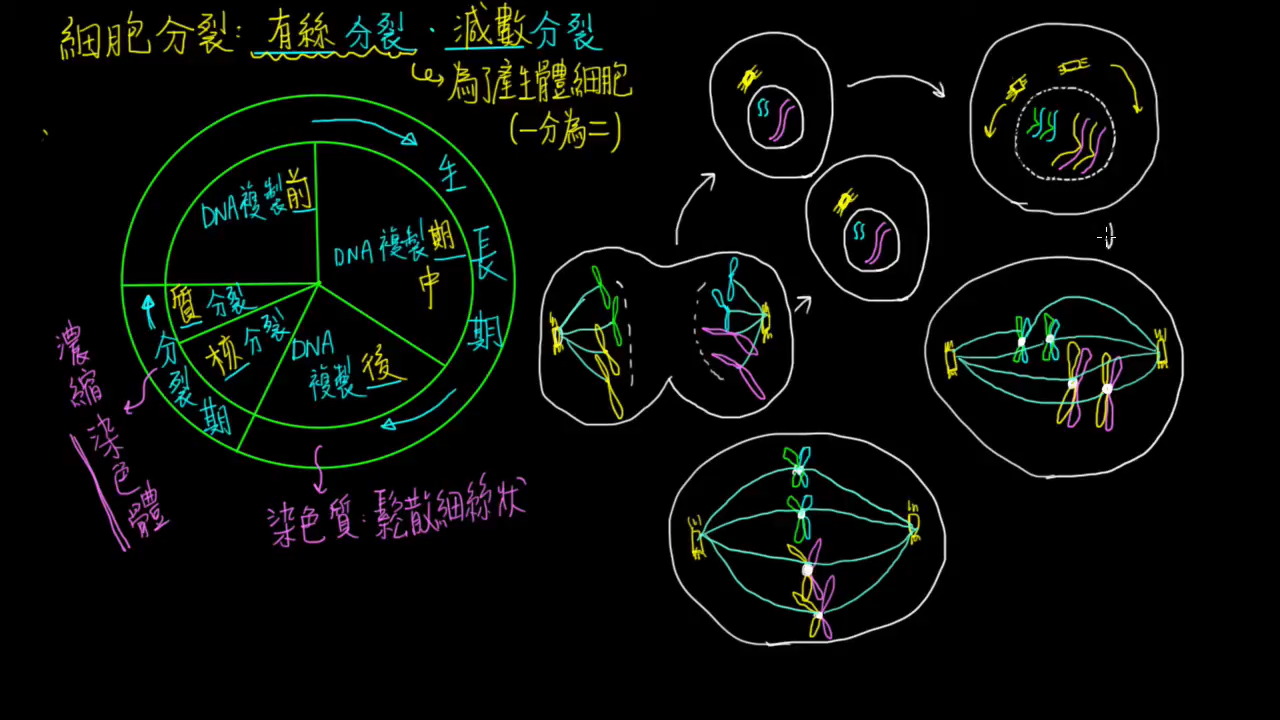 細胞分裂：有絲分裂．減數分裂
為了產生體細胞
(一分為二)
DNA複製前
DNA複製期中
DNA複製後
核分裂
質分裂
生長期
分裂期
濃縮染色體
染色質：鬆散細絲狀